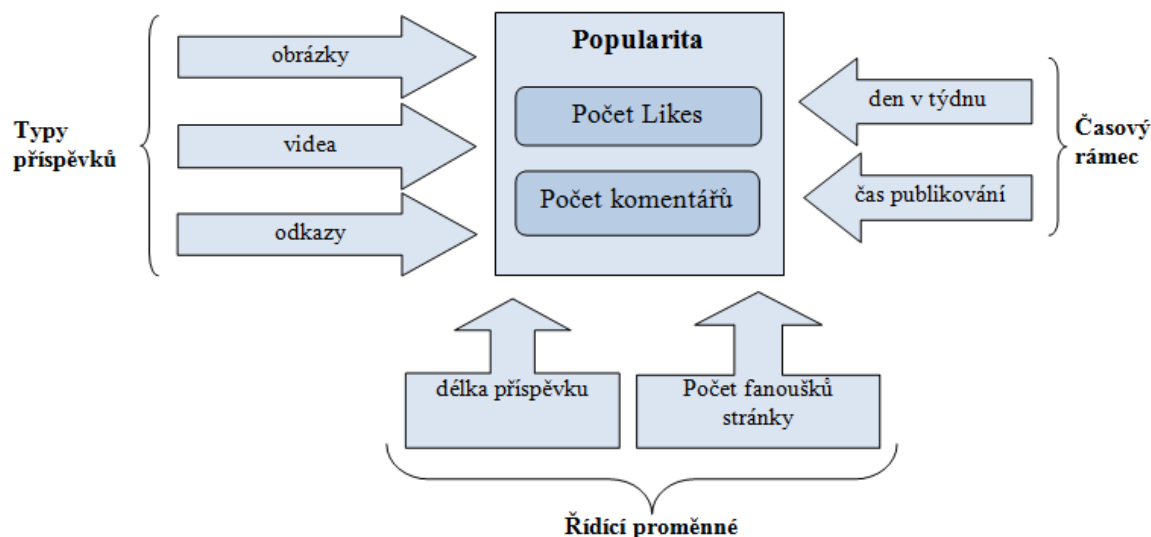 Typy
příspěvků
obrázky
videa
odkazy
Popularita
Počet Likes
Počet komentářů
den v týdnu
čas publikování
Časový
rámec
délka příspěvku
Počet fanoušků
stránky
Řídící proměnné